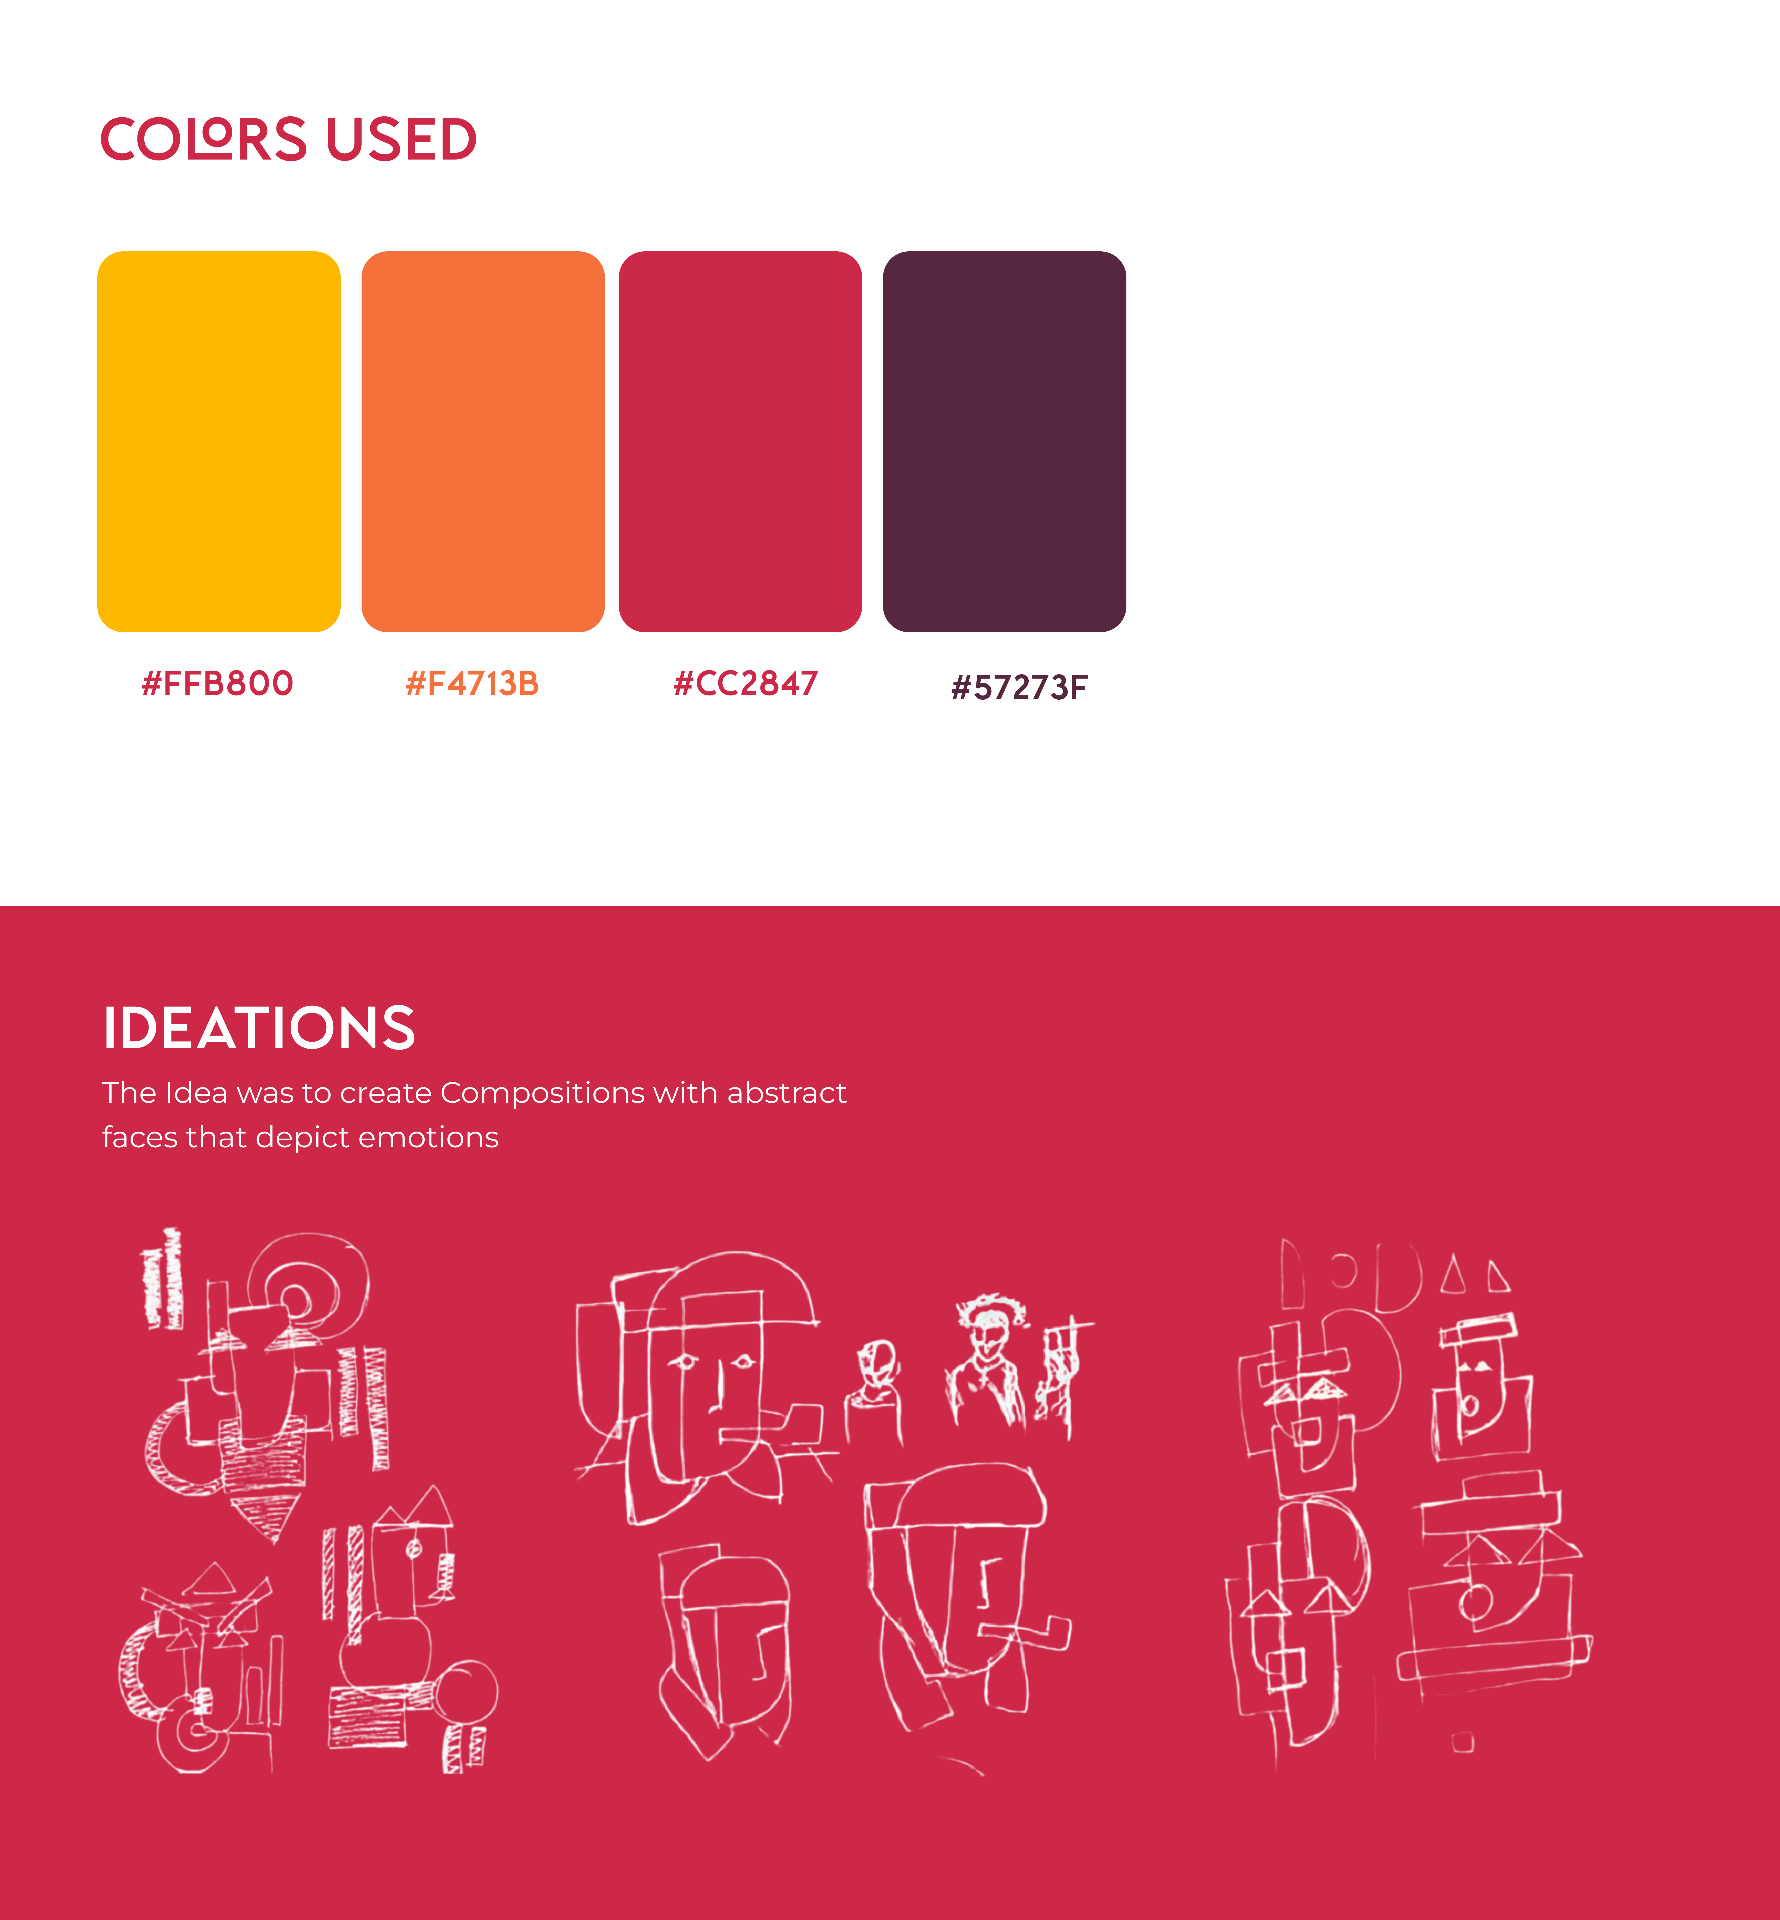 COLORS USED
#FFB800
#F4713B
#CC2847
#57273F
IDEATIONS
The Idea was to create Compositions with abstract
faces that depict emotions